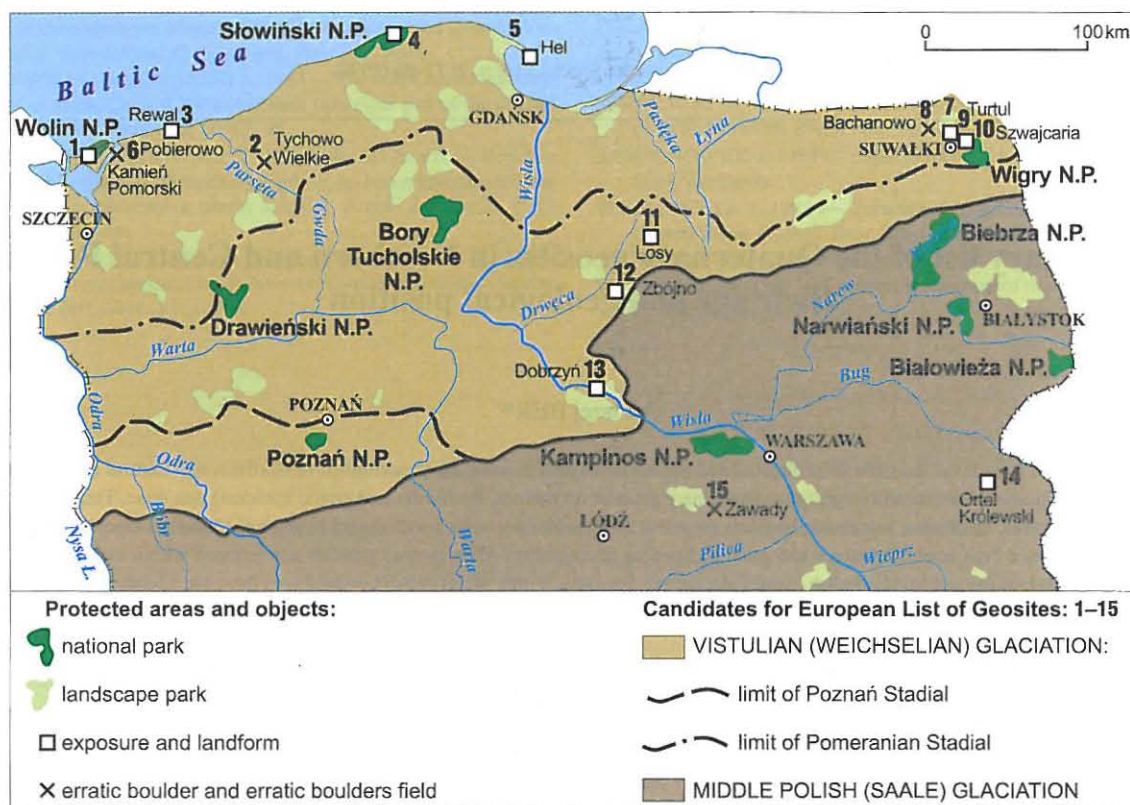 Słowiński N.P.
4
5
Hel
0
100 km
Baltic Sea
GDAŃSK
Pasłęka
Łyna
Rewal 3
Wolin N.P.
1
6
Pobierowo
Kamień
Pomorski
2
Tychowo
Wielkie
Parsęta
Gwda
Wisła
8
7
Turtul
Bachanowo
9
10
Szwajcaria
SUWAŁKI
Wigry N.P.
SZCZECIN
Bory
Tucholskie
N.P.
11
Losy
12
Zbójno
Drwęca
Biebrza N.P.
Narew
Narwiański N.P.
BIAŁYSTOK
Białowieża N.P.
Drawieński N.P.
Warta
Dobrzyń
13
Bug
Odra
POZNAŃ
Poznań N.P.
Wisła
Kampinos N.P.
WARSZAWA
Odra
Bóbr
Nysa Ł.
Warta
ŁÓDŹ
15
Zawady
14
Ortel
Królewski
Pilica
Wieprz
Protected areas and objects:
national park
landscape park
exposure and landform
erratic boulder and erratic boulders field
Candidates for European List of Geosites: 1–15
VISTULIAN (WEICHSELIAN) GLACIATION:
limit of Poznań Stadial
limit of Pomeranian Stadial
MIDDLE POLISH (SAALE) GLACIATION